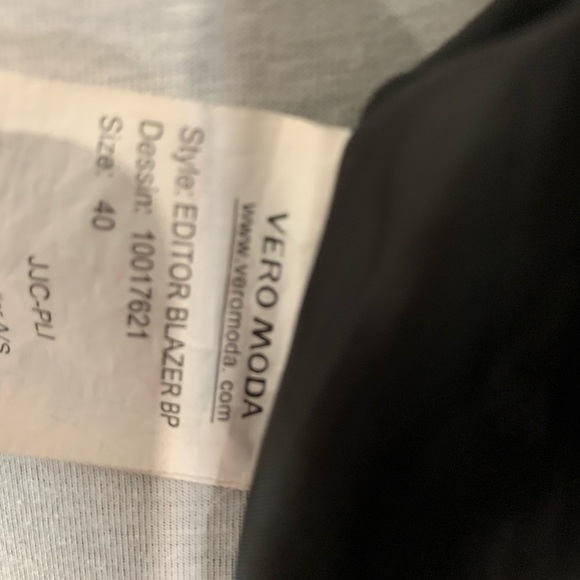 VERO MODA
www.veromoda.com
Style: EDITOR BLAZER BP
Dessin: 10017621
Size: 40
JJC-PLI
A/S